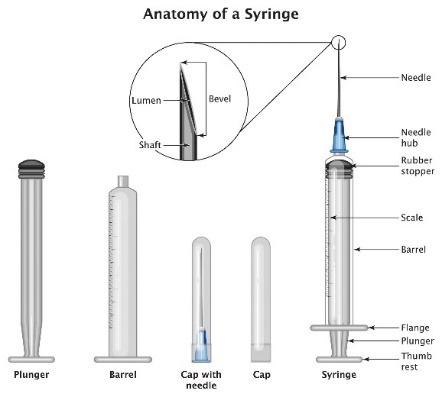 Anatomy of a Syringe
Lumen
Bevel
Shaft
Needle
Needle
hub
Rubber
stopper
Scale
Barrel
Flange
Plunger
Thumb
rest
Plunger
Barrel
Cap with
needle
Cap
Syringe